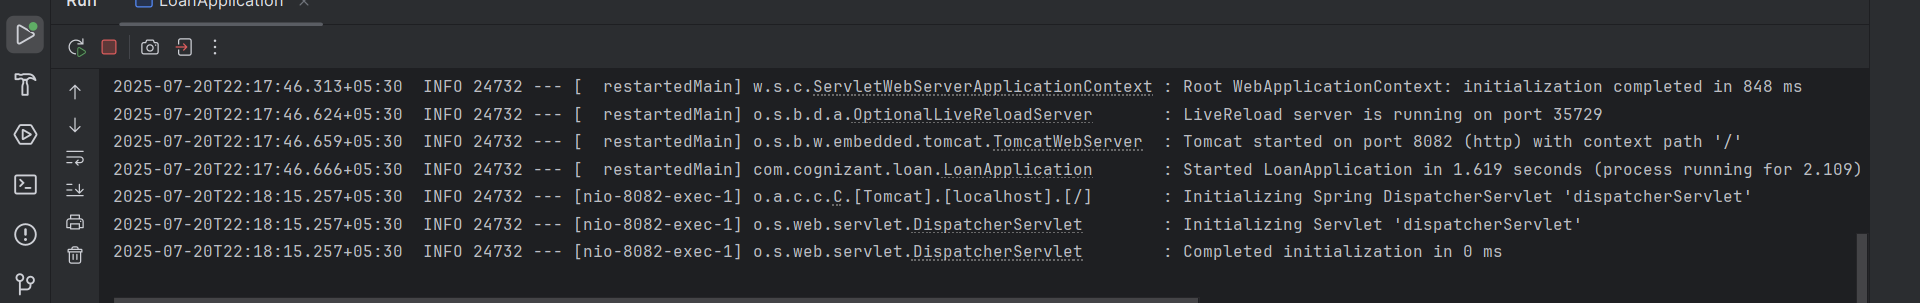 Run LoanApplication ×
2025-07-20T22:17:46.313+05:30  INFO 24732 --- [  restartedMain] w.s.c.ServletWebServerApplicationContext : Root WebApplicationContext: initialization completed in 848 ms
2025-07-20T22:17:46.624+05:30  INFO 24732 --- [  restartedMain] o.s.b.d.a.OptionalLiveReloadServer       : LiveReload server is running on port 35729
2025-07-20T22:17:46.659+05:30  INFO 24732 --- [  restartedMain] o.s.b.w.embedded.tomcat.TomcatWebServer  : Tomcat started on port 8082 (http) with context path '/'
2025-07-20T22:17:46.666+05:30  INFO 24732 --- [  restartedMain] com.cognizant.loan.LoanApplication       : Started LoanApplication in 1.619 seconds (process running for 2.109)
2025-07-20T22:18:15.257+05:30  INFO 24732 --- [nio-8082-exec-1] o.a.c.c.C.[Tomcat].[localhost].[/]       : Initializing Spring DispatcherServlet 'dispatcherServlet'
2025-07-20T22:18:15.257+05:30  INFO 24732 --- [nio-8082-exec-1] o.s.web.servlet.DispatcherServlet        : Initializing Servlet 'dispatcherServlet'
2025-07-20T22:18:15.257+05:30  INFO 24732 --- [nio-8082-exec-1] o.s.web.servlet.DispatcherServlet        : Completed initialization in 0 ms